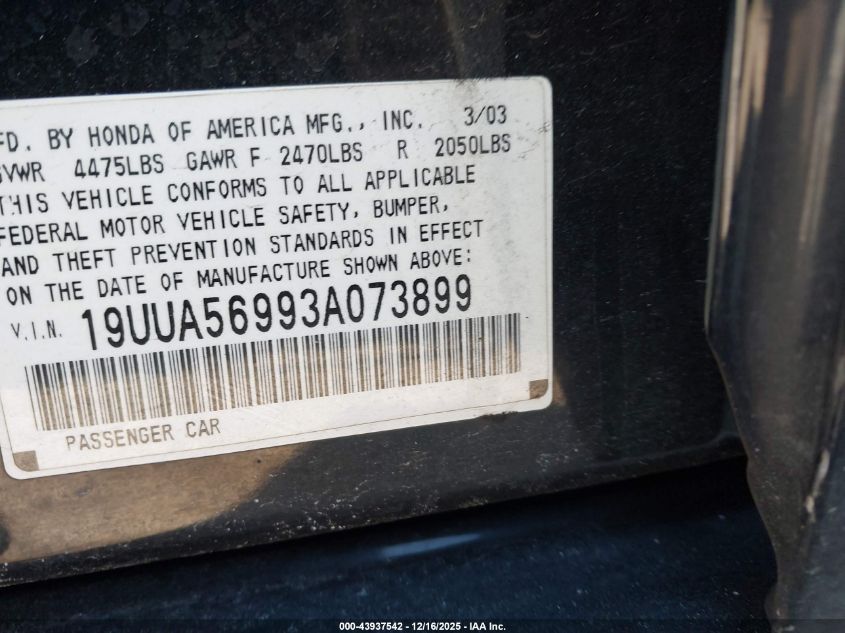 FD. BY HONDA OF AMERICA MFG., INC. 3/03
GVWR 4475LBS GAWR F 2470LBS R 2050LBS
THIS VEHICLE CONFORMS TO ALL APPLICABLE
FEDERAL MOTOR VEHICLE SAFETY, BUMPER,
AND THEFT PREVENTION STANDARDS IN EFFECT
ON THE DATE OF MANUFACTURE SHOWN ABOVE:
V.I.N. 19UUA56993A073899
PASSENGER CAR
000-43937542 / 12/16/2025 - IAA Inc.